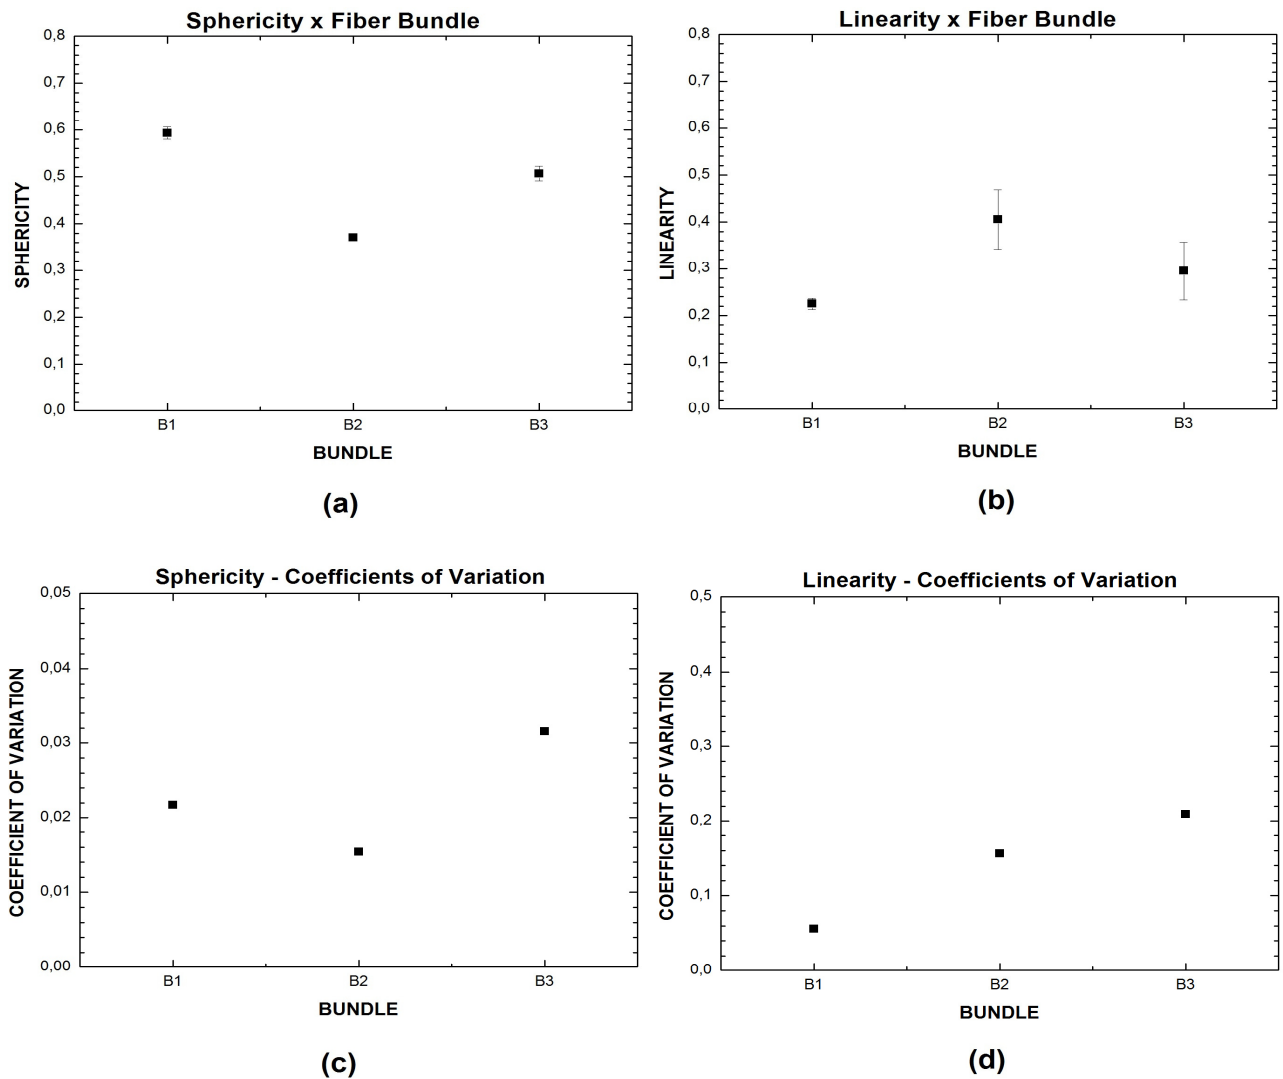 Sphericity x Fiber Bundle
0,8
0,7
0,6
0,5
0,4
0,3
0,2
0,1
0,0
SPHERICITY
B1 B2 B3
BUNDLE
(a)
Linearity x Fiber Bundle
0,8
0,7
0,6
0,5
0,4
0,3
0,2
0,1
0,0
LINEARITY
B1 B2 B3
BUNDLE
(b)
Sphericity - Coefficients of Variation
0,05
0,04
0,03
0,02
0,01
0,00
COEFFICIENT OF VARIATION
B1 B2 B3
BUNDLE
(c)
Linearity - Coefficients of Variation
0,5
0,4
0,3
0,2
0,1
0,0
COEFFICIENT OF VARIATION
B1 B2 B3
BUNDLE
(d)